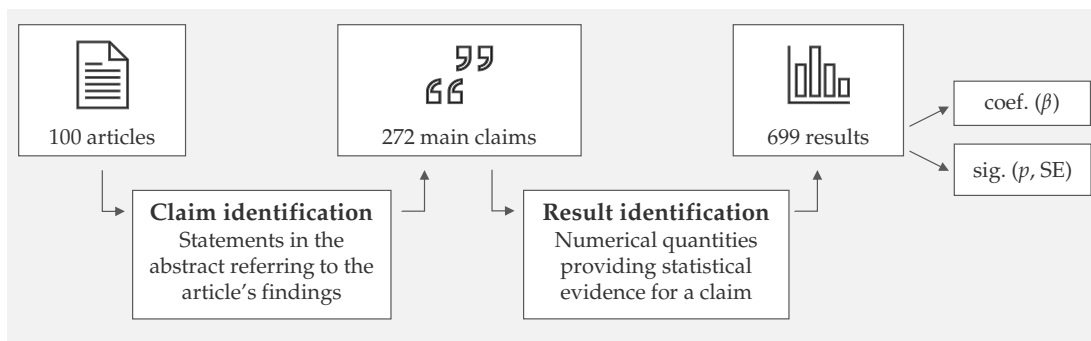 100 articles
272 main claims
699 results
coef. (β)
sig. (p, SE)
Claim identification
Statements in the
abstract referring to the
article's findings
Result identification
Numerical quantities
providing statistical
evidence for a claim